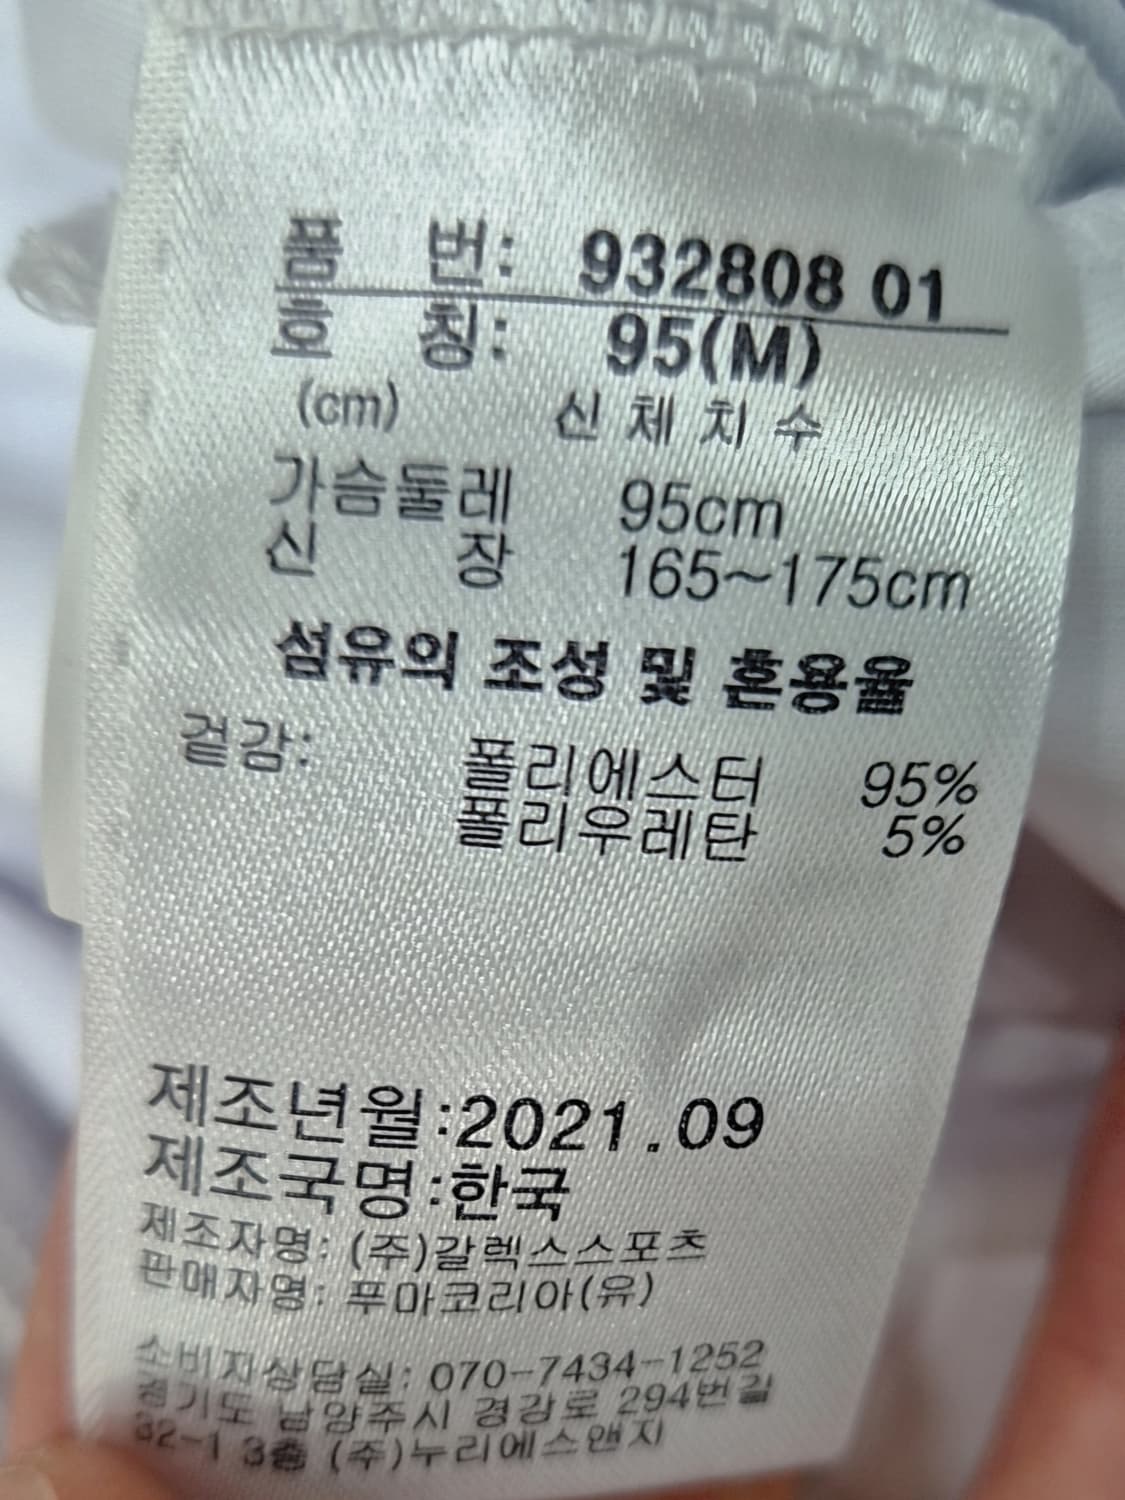 품 번: 932808 01
호 칭: 95(M)
(cm) 신체치수
가슴둘레 95cm
신 장 165~175cm
섬유의 조성 및 혼용율
겉감: 폴리에스터 95%
폴리우레탄 5%
제조년월:2021.09
제조국명:한국
제조자명: (주)갈렉스스포츠
판매자명: 푸마코리아(유)
소비자상담실: 070-7434-1252
경기도 남양주시 경강로 294번길
32-1 3층 (주)누리에스앤지